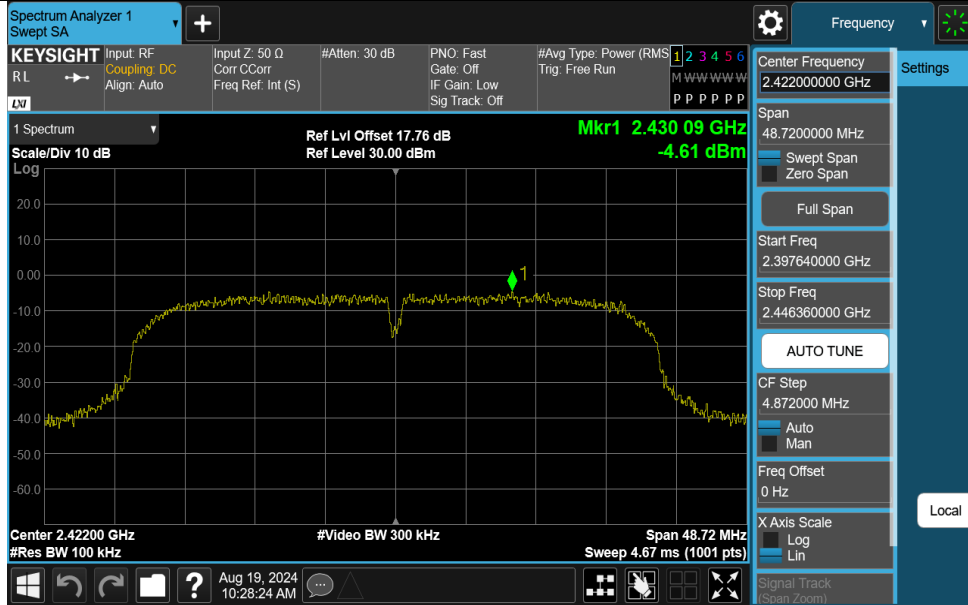 Spectrum Analyzer 1
Swept SA
Frequency
KEYSIGHT
R L
LXI
Input: RF
Coupling: DC
Align: Auto
Input Z: 50 Ω
Corr CCorr
Freq Ref: Int (S)
#Atten: 30 dB
PNO: Fast
Gate: Off
IF Gain: Low
Sig Track: Off
#Avg Type: Power (RMS
Trig: Free Run
1 2 3 4 5 6
M W W W W W
P P P P P P
Center Frequency
2.422000000 GHz
Settings
Span
48.7200000 MHz
Swept Span
Zero Span
Full Span
Start Freq
2.397640000 GHz
Stop Freq
2.446360000 GHz
AUTO TUNE
CF Step
4.872000 MHz
Auto
Man
Freq Offset
0 Hz
X Axis Scale
Log
Lin
Signal Track
(Span Zoom)
Local
1 Spectrum
Scale/Div 10 dB
Log
Ref Lvl Offset 17.76 dB
Ref Level 30.00 dBm
Mkr1 2.430 09 GHz
-4.61 dBm
20.0
10.0
0.00
-10.0
-20.0
-30.0
-40.0
-50.0
-60.0
1
Center 2.42200 GHz
#Res BW 100 kHz
#Video BW 300 kHz
Span 48.72 MHz
Sweep 4.67 ms (1001 pts)
?
Aug 19, 2024
10:28:24 AM